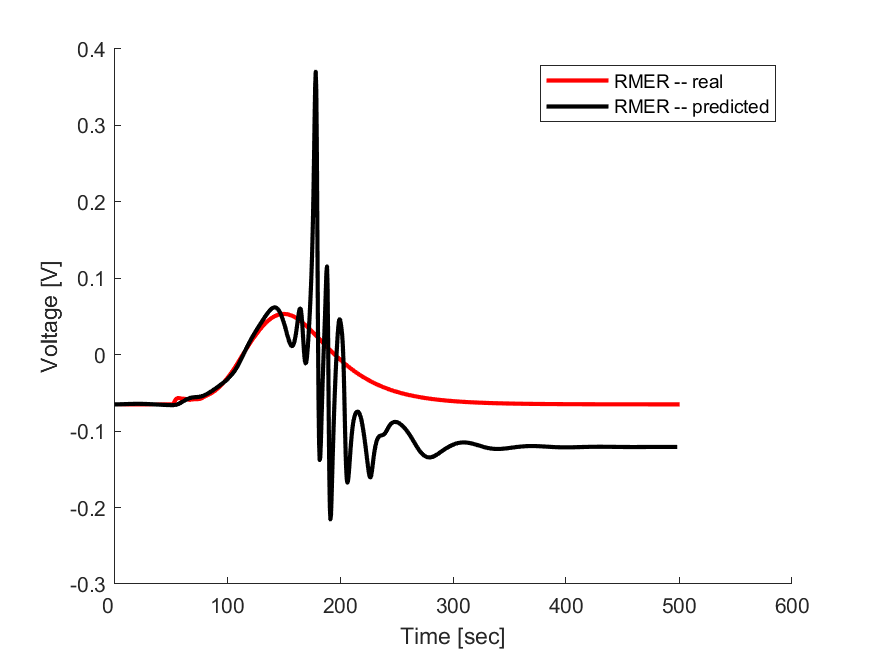 0.4
0.3
0.2
0.1
0
-0.1
-0.2
-0.3
Voltage [V]
RMER -- real
RMER -- predicted
0 100 200 300 400 500 600
Time [sec]